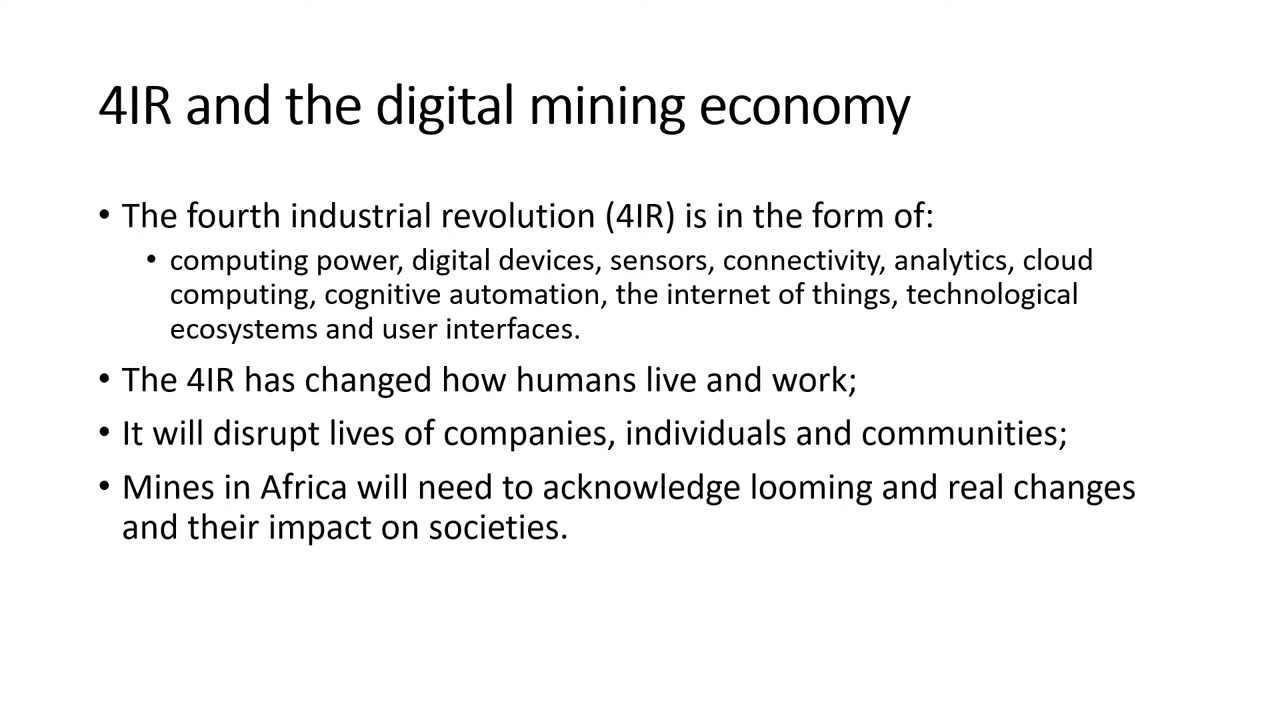 4IR and the digital mining economy
• The fourth industrial revolution (4IR) is in the form of:
• computing power, digital devices, sensors, connectivity, analytics, cloud
computing, cognitive automation, the internet of things, technological
ecosystems and user interfaces.
• The 4IR has changed how humans live and work;
• It will disrupt lives of companies, individuals and communities;
• Mines in Africa will need to acknowledge looming and real changes
and their impact on societies.